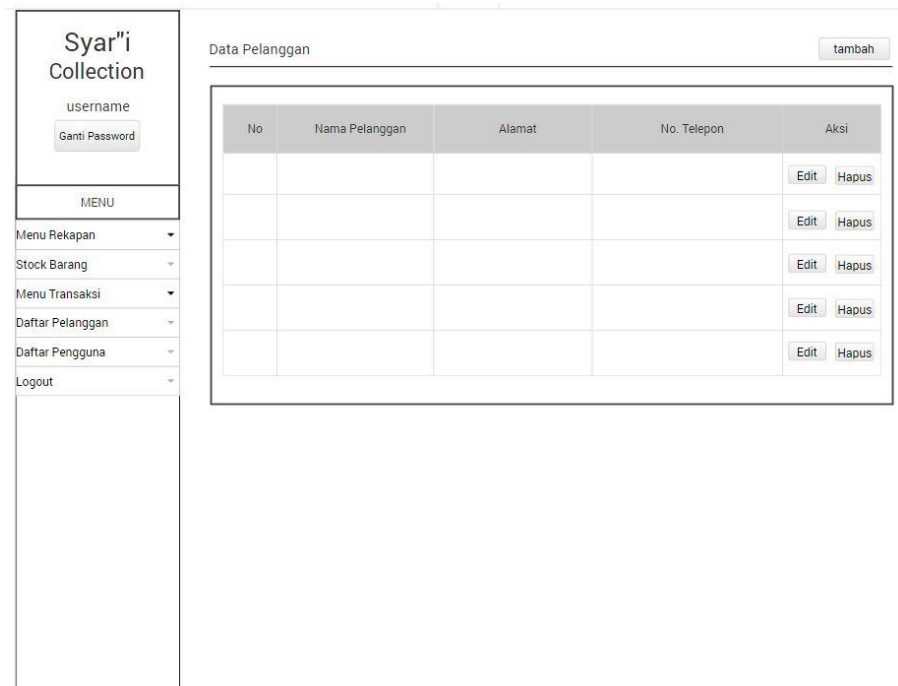 Syar"i
Collection
username
Ganti Password
MENU
Menu Rekapan
Stock Barang
Menu Transaksi
Daftar Pelanggan
Daftar Pengguna
Logout
Data Pelanggan tambah
No Nama Pelanggan Alamat No. Telepon Aksi
Edit Hapus
Edit Hapus
Edit Hapus
Edit Hapus
Edit Hapus